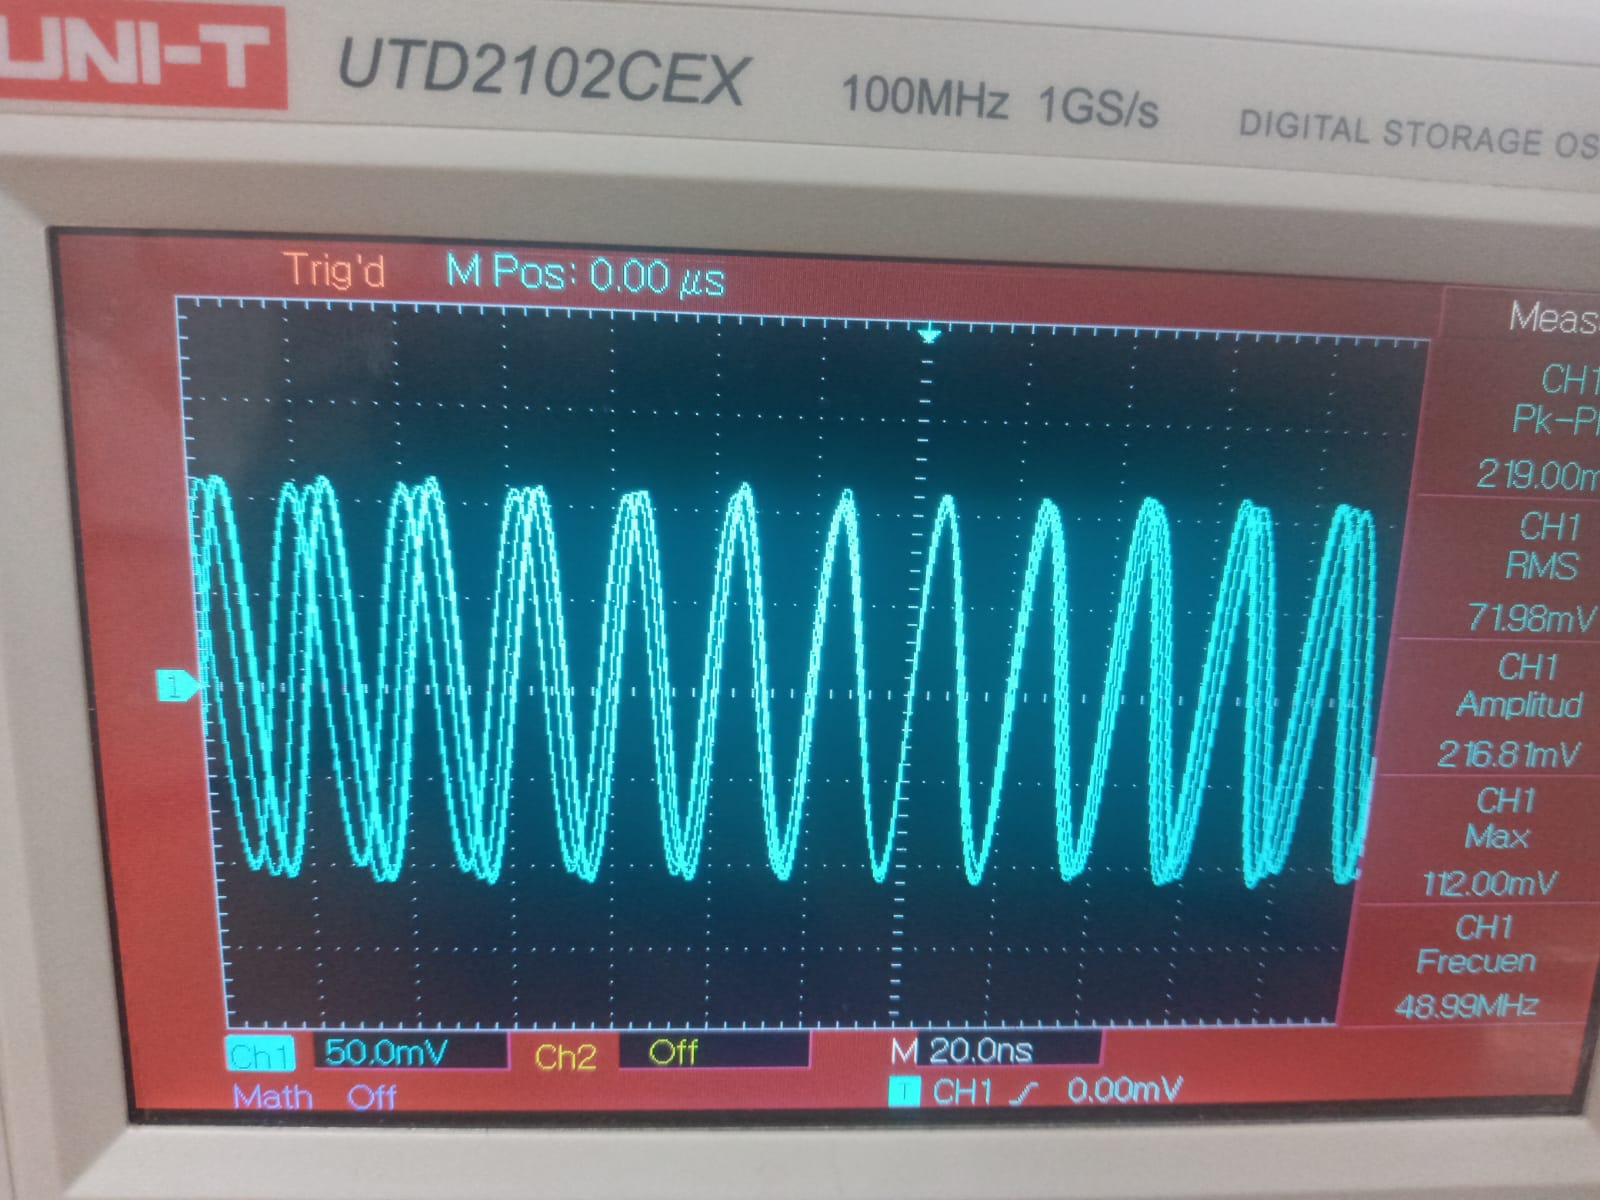 UNI-T UTD2102CEX 100MHz 1GS/s DIGITAL STORAGE
Trig'd M Pos: 0.00 μs
Meas
CH1
Pk-Pk
219.00m
CH1
RMS
71.98mV
CH1
Amplitud
216.81mV
CH1
Max
112.00mV
CH1
Frecuen
48.99MHz
1
Ch1 50.0mV Ch2 Off M 20.0ns
Math Off T CH1 0.00mV